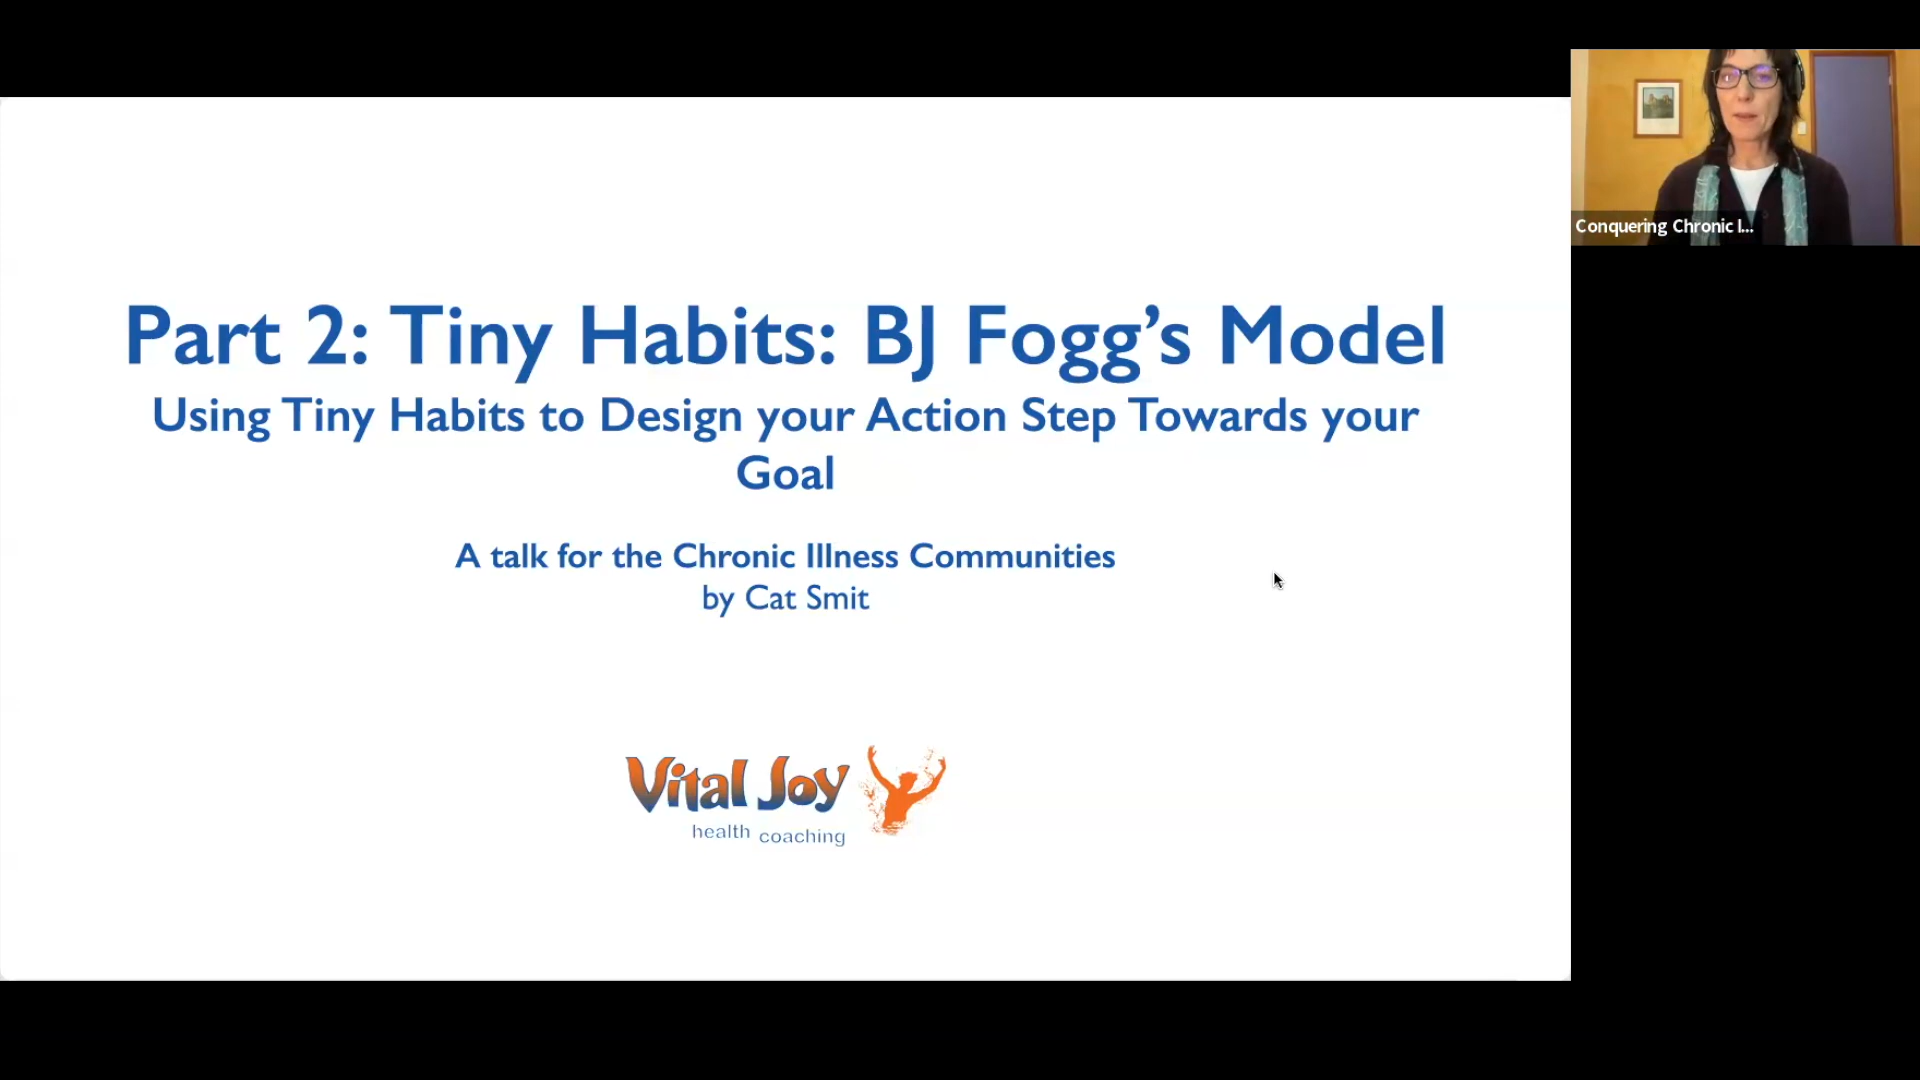 Part 2: Tiny Habits: BJ Fogg’s Model
Using Tiny Habits to Design your Action Step Towards your
Goal
A talk for the Chronic Illness Communities
by Cat Smit
Vital Joy
health coaching
Conquering Chronic I...